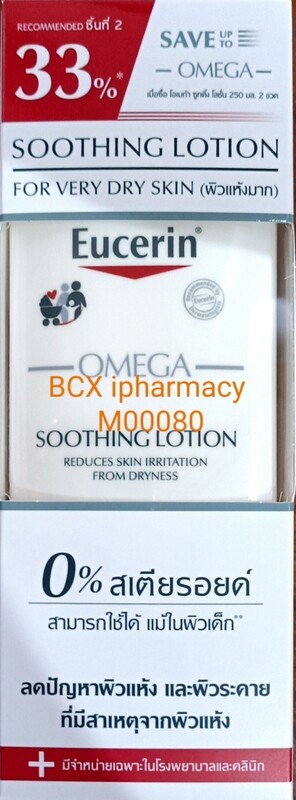 RECOMMENDED ชิ้นที่ 2
33%*
SAVE UP TO
OMEGA
เมื่อซื้อ โอเมก้า ซูทติ้ง โลชั่น 250 มล. 2 ขวด
SOOTHING LOTION
FOR VERY DRY SKIN (ผิวแห้งมาก)
Eucerin®
OMEGA
BCX ipharmacy
M00080
SOOTHING LOTION
REDUCES SKIN IRRITATION
FROM DRYNESS
0% สเตียรอยด์
สามารถใช้ได้ แม้ในผิวเด็ก**
ลดปัญหาผิวแห้ง และผิวระคาย
ที่มีสาเหตุจากผิวแห้ง
มีจำหน่ายเฉพาะในโรงพยาบาลและคลินิก